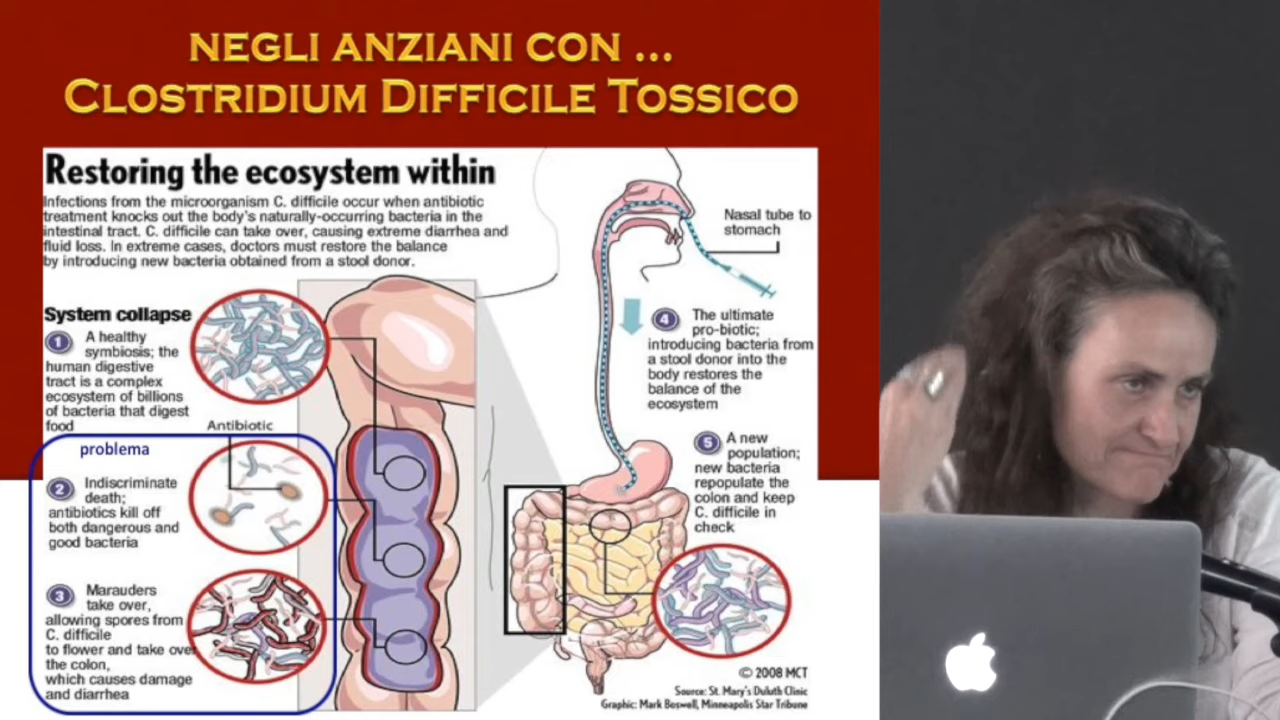 NEGLI ANZIANI CON ...
CLOSTRIDIUM DIFFICILE TOSSICO
Restoring the ecosystem within
Infections from the microorganism C. difficile occur when antibiotic
treatment knocks out the body's naturally-occurring bacteria in the
intestinal tract. C. difficile can take over, causing extreme diarrhea and
fluid loss. In extreme cases, doctors must restore the balance
by introducing new bacteria obtained from a stool donor.
System collapse
1 A healthy
symbiosis; the
human digestive
tract is a complex
ecosystem of billions
of bacteria that digest
food
Antibiotic
problema
2 Indiscriminate
death;
antibiotics kill off
both dangerous and
good bacteria
3 Marauders
take over,
allowing spores from
C. difficile
to flower and take over
the colon,
which causes damage
and diarrhea
Nasal tube to
stomach
4 The ultimate
pro-biotic;
introducing bacteria from
a stool donor into the
body restores the
balance of the
ecosystem
5 A new
population;
new bacteria
repopulate the
colon and keep
C. difficile in
check
© 2008 MCT
Source: St. Mary's Duluth Clinic
Graphic: Mark Boswell, Minneapolis Star Tribune